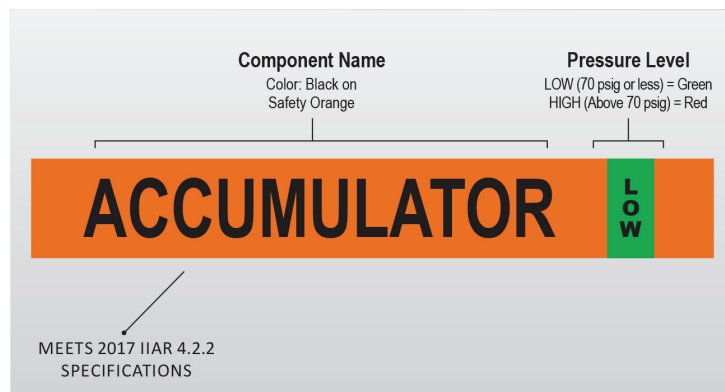 Component Name
Color: Black on
Safety Orange
Pressure Level
LOW (70 psig or less) = Green
HIGH (Above 70 psig) = Red
ACCUMULATOR
LOW
MEETS 2017 IIAR 4.2.2
SPECIFICATIONS